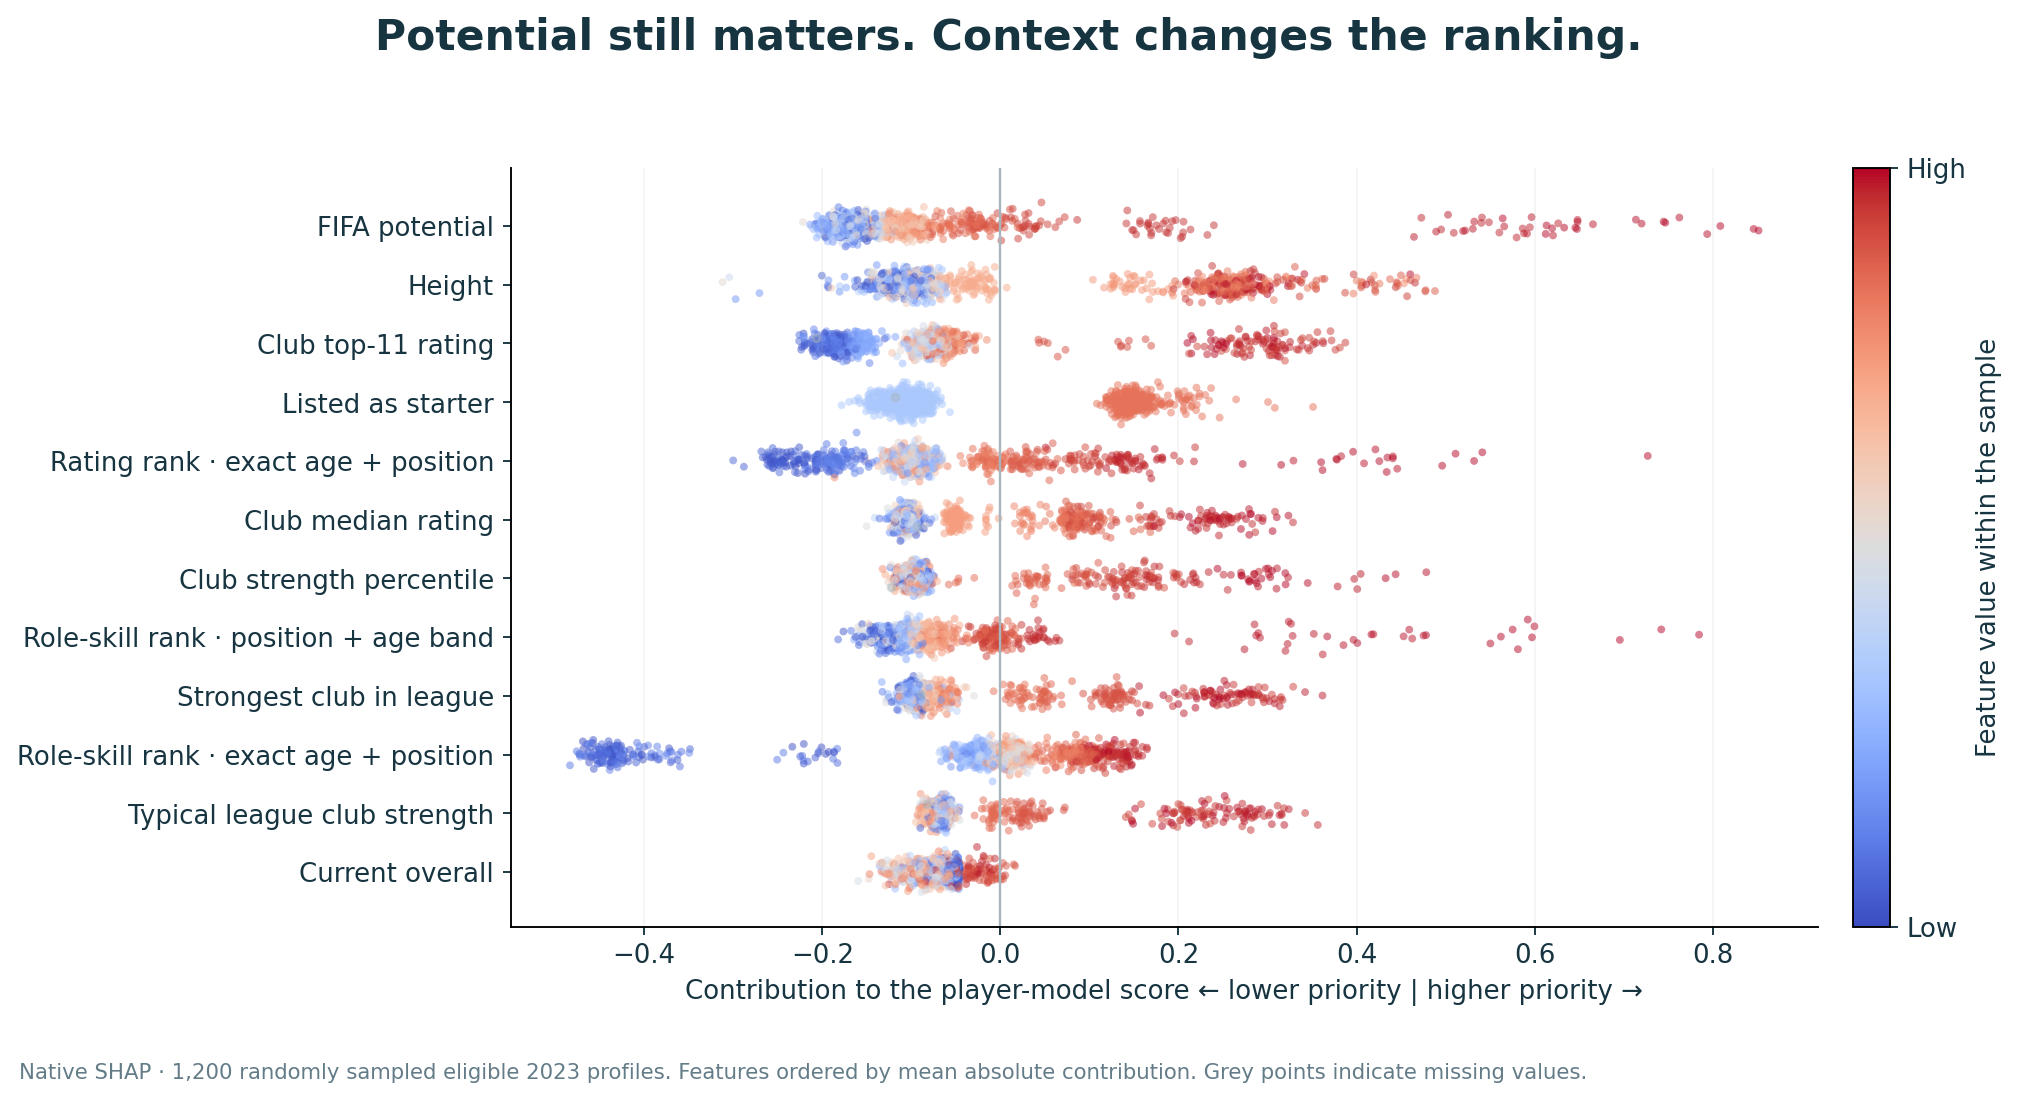 Potential still matters. Context changes the ranking.
FIFA potential
Height
Club top-11 rating
Listed as starter
Rating rank · exact age + position
Club median rating
Club strength percentile
Role-skill rank · position + age band
Strongest club in league
Role-skill rank · exact age + position
Typical league club strength
Current overall
−0.4 −0.2 0.0 0.2 0.4 0.6 0.8
Contribution to the player-model score ← lower priority | higher priority →
High
Feature value within the sample
Low
Native SHAP · 1,200 randomly sampled eligible 2023 profiles. Features ordered by mean absolute contribution. Grey points indicate missing values.